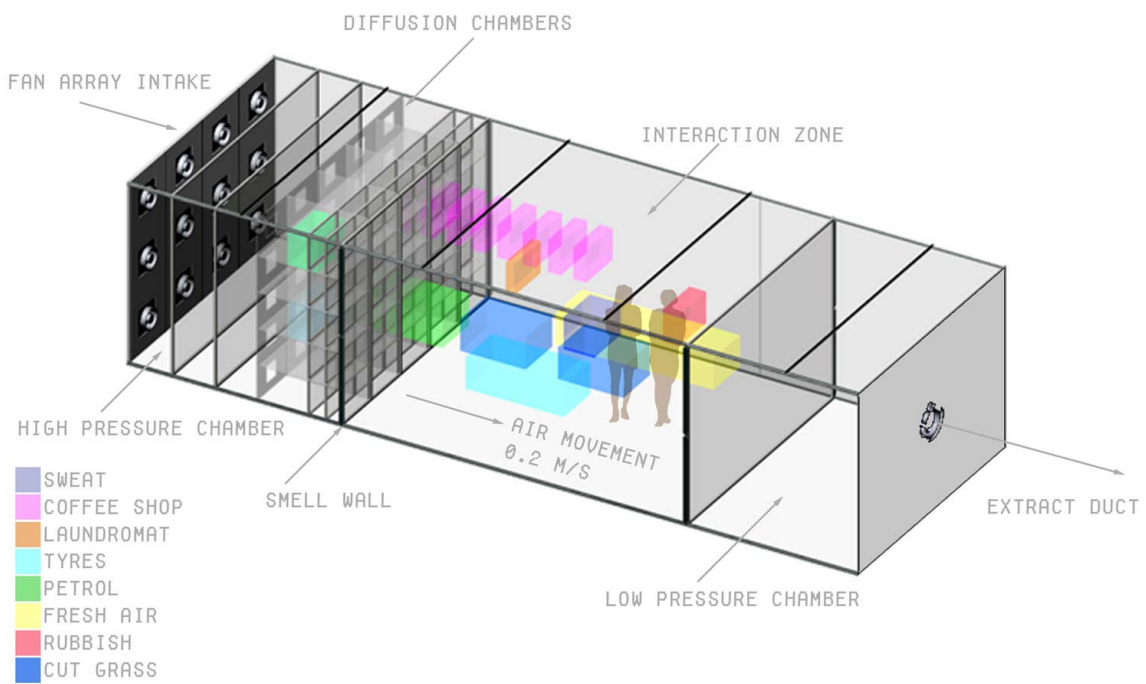 DIFFUSION CHAMBERS
FAN ARRAY INTAKE
INTERACTION ZONE
HIGH PRESSURE CHAMBER
AIR MOVEMENT
0.2 M/S
SMELL WALL
EXTRACT DUCT
LOW PRESSURE CHAMBER
SWEAT
COFFEE SHOP
LAUNDROMAT
TYRES
PETROL
FRESH AIR
RUBBISH
CUT GRASS